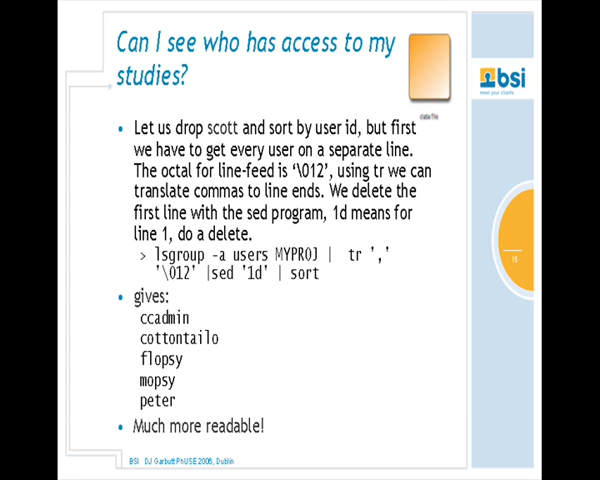 Can I see who has access to my
studies?
data file
bsi
meet your clients
• Let us drop scott and sort by user id, but first
we have to get every user on a separate line.
The octal for line-feed is ‘\012’, using tr we can
translate commas to line ends. We delete the
first line with the sed program, 1d means for
line 1, do a delete.
> lsgroup -a users MYPROJ | tr ','
'\012' |sed '1d' | sort
• gives:
ccadmin
cottontailo
flopsy
mopsy
peter
• Much more readable!
15
BSI DJ Garbutt PhUSE 2006, Dublin